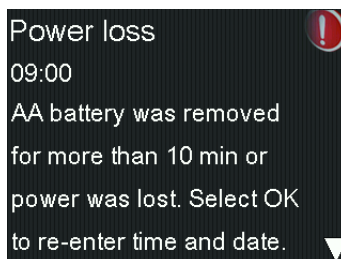 Power loss
09:00
AA battery was removed
for more than 10 min or
power was lost. Select OK
to re-enter time and date.